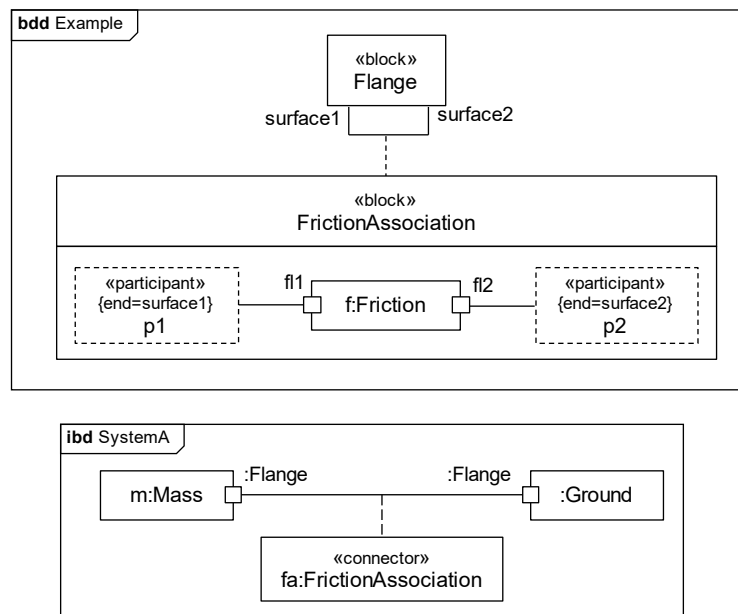 bdd Example
«block»
Flange
surface1
surface2
«block»
FrictionAssociation
«participant»
{end=surface1}
p1
fl1
f:Friction
fl2
«participant»
{end=surface2}
p2
ibd SystemA
m:Mass
:Flange
:Flange
:Ground
«connector»
fa:FrictionAssociation